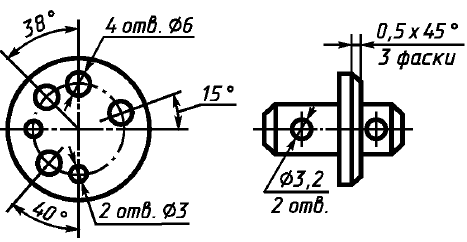 38°
4 отв. Ø6
15°
40°
2 отв. Ø3
0,5 x 45°
3 фаски
Ø3,2
2 отв.